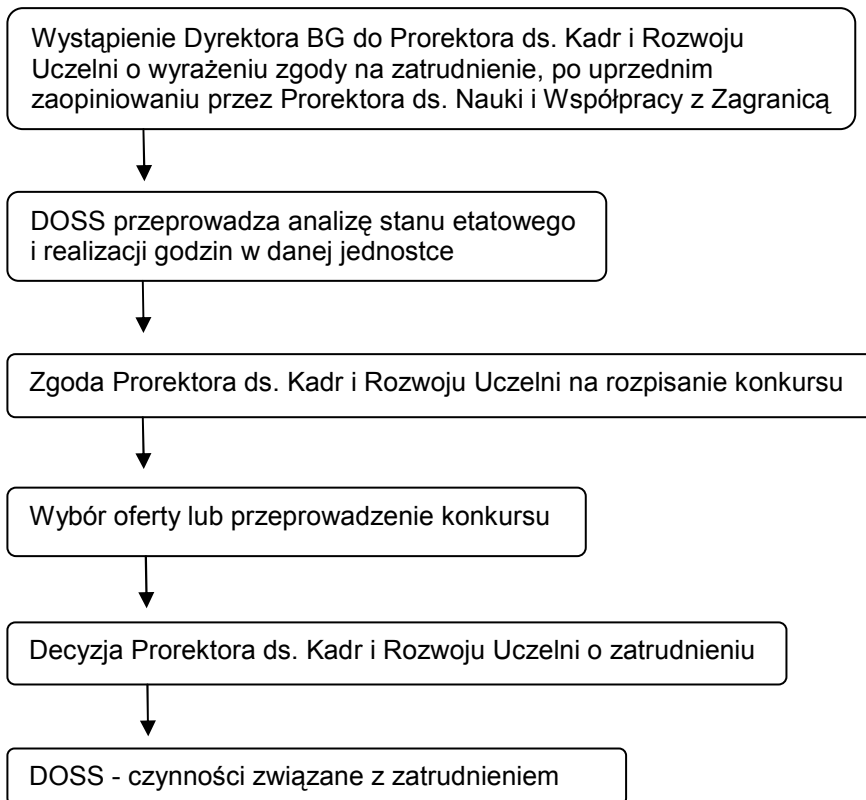 Wystąpienie Dyrektora BG do Prorektora ds. Kadr i Rozwoju
Uczelni o wyrażeniu zgody na zatrudnienie, po uprzednim
zaopiniowaniu przez Prorektora ds. Nauki i Współpracy z Zagranicą
DOSS przeprowadza analizę stanu etatowego
i realizacji godzin w danej jednostce
Zgoda Prorektora ds. Kadr i Rozwoju Uczelni na rozpisanie konkursu
Wybór oferty lub przeprowadzenie konkursu
Decyzja Prorektora ds. Kadr i Rozwoju Uczelni o zatrudnieniu
DOSS - czynności związane z zatrudnieniem